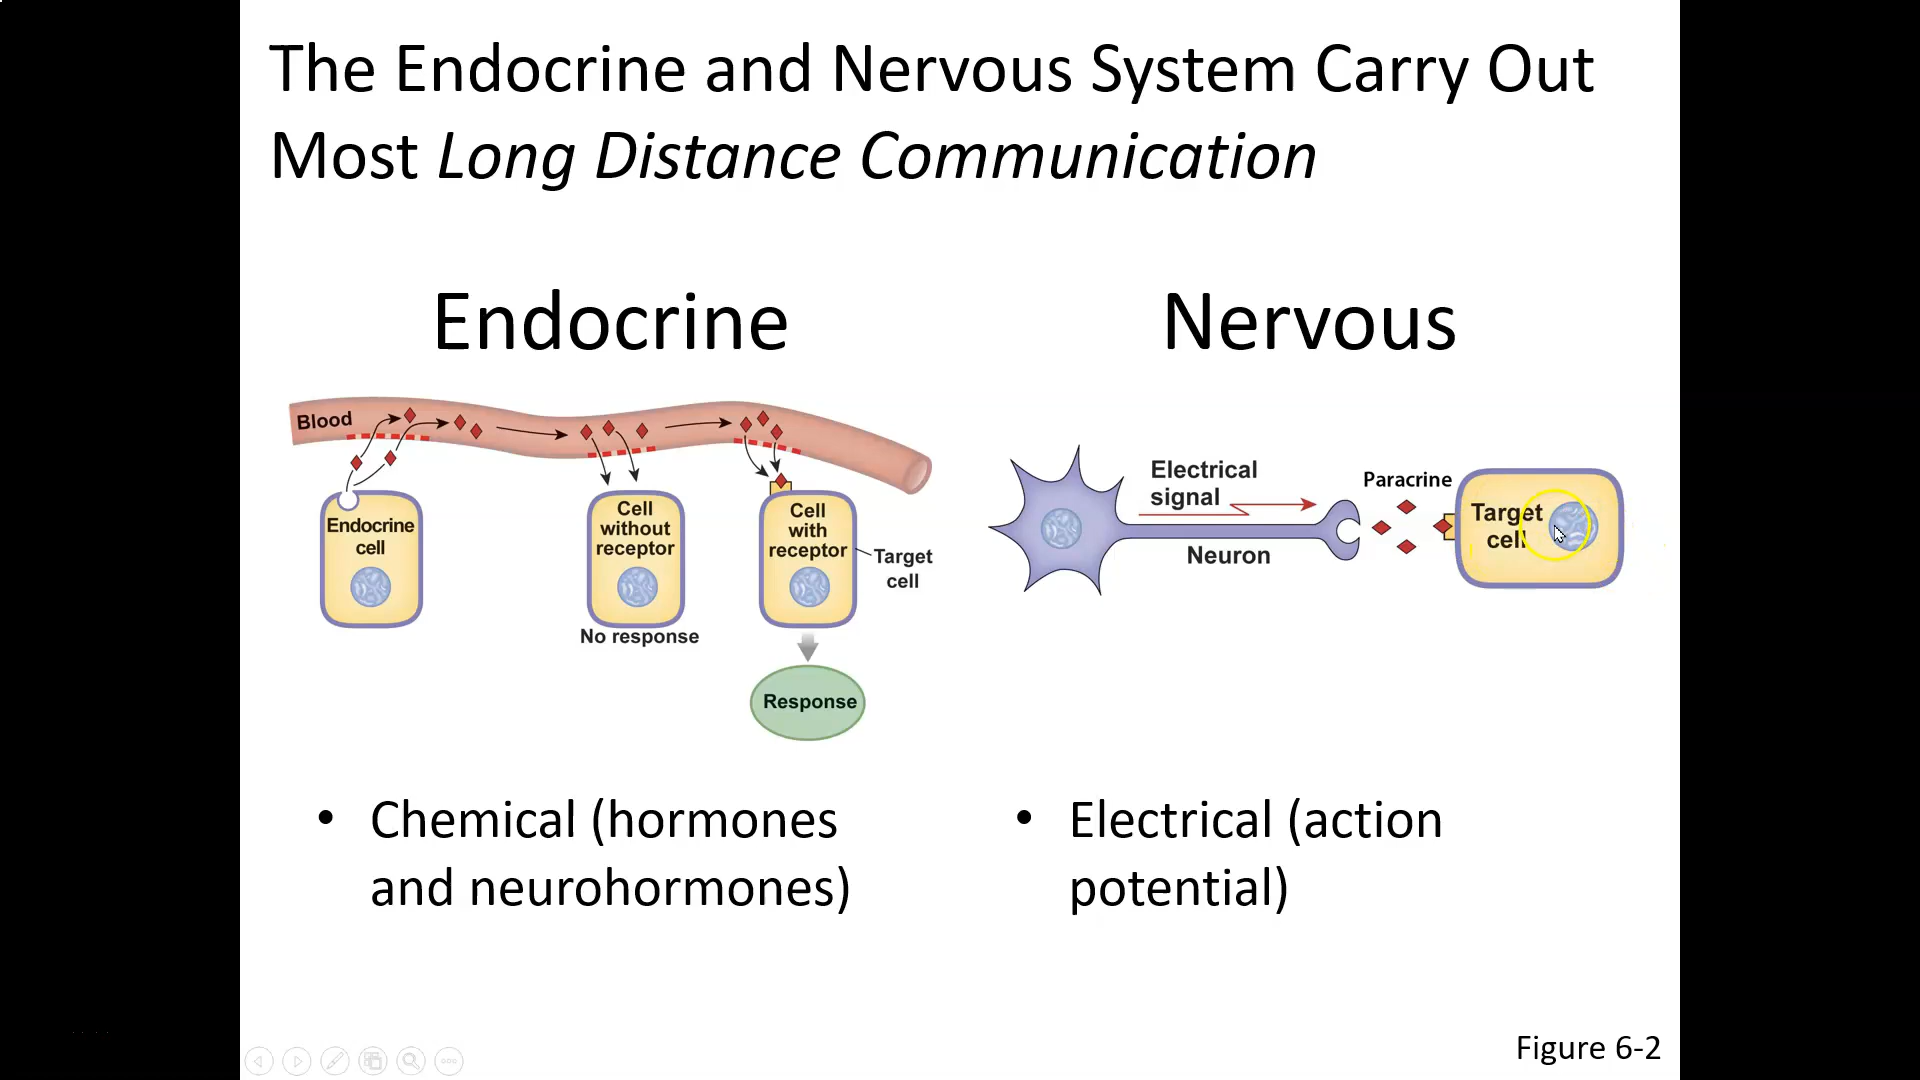 The Endocrine and Nervous System Carry Out
Most Long Distance Communication
Endocrine
Nervous
Blood
Endocrine
cell
Cell
without
receptor
No response
Cell
with
receptor
Target
cell
Response
Electrical
signal
Neuron
Paracrine
Target
cell
• Chemical (hormones
and neurohormones)
• Electrical (action
potential)
Figure 6-2